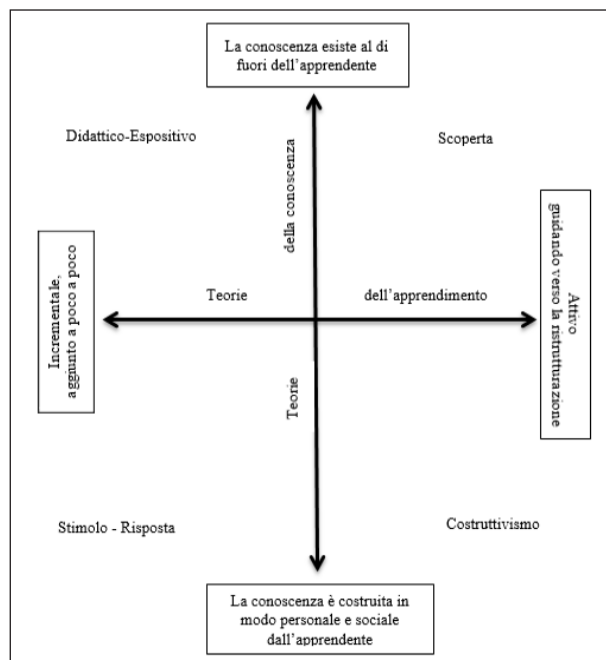 La conoscenza esiste al di
fuori dell'apprendente
Didattico-Espositivo
Scoperta
della conoscenza
Incrementale,
aggiunto a poco a poco
Teorie
dell'apprendimento
Attivo
guidando verso la ristrutturazione
Teorie
Stimolo - Risposta
Costruttivismo
La conoscenza è costruita in
modo personale e sociale
dall'apprendente